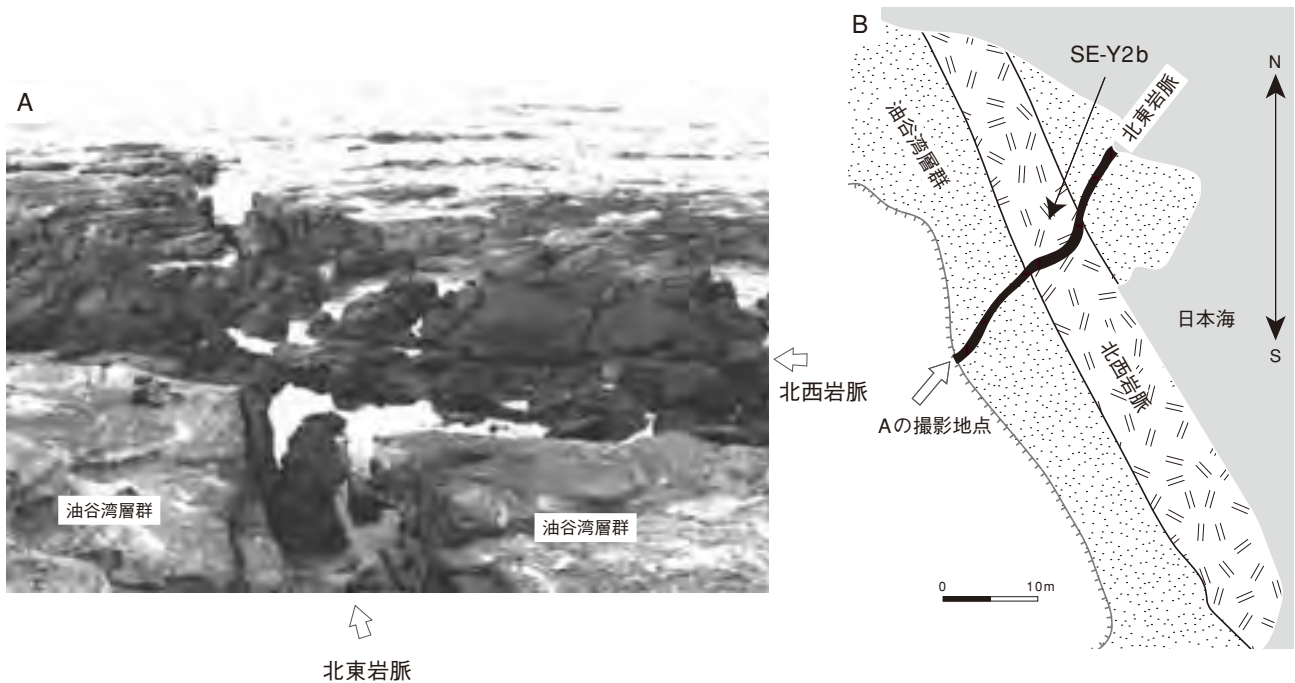 A
油谷湾層群
油谷湾層群
北西岩脈
北東岩脈
B
SE-Y2b
北東岩脈
油谷湾層群
N
S
日本海
北西岩脈
Aの撮影地点
0 10m